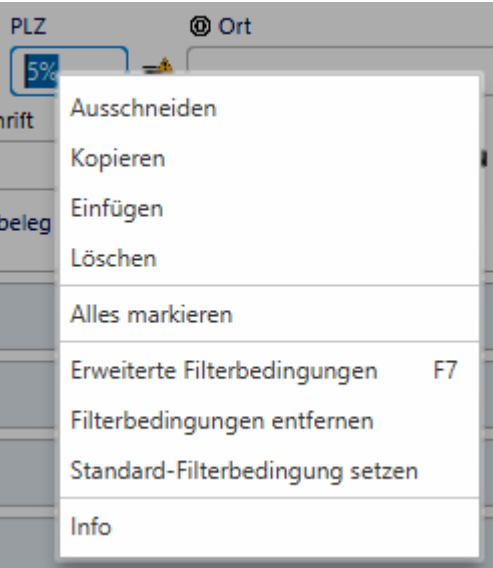 PLZ
Ort
5%
hrift
Ausschneiden
Kopieren
Einfügen
beleg
Löschen
Alles markieren
Erweiterte Filterbedingungen F7
Filterbedingungen entfernen
Standard-Filterbedingung setzen
Info